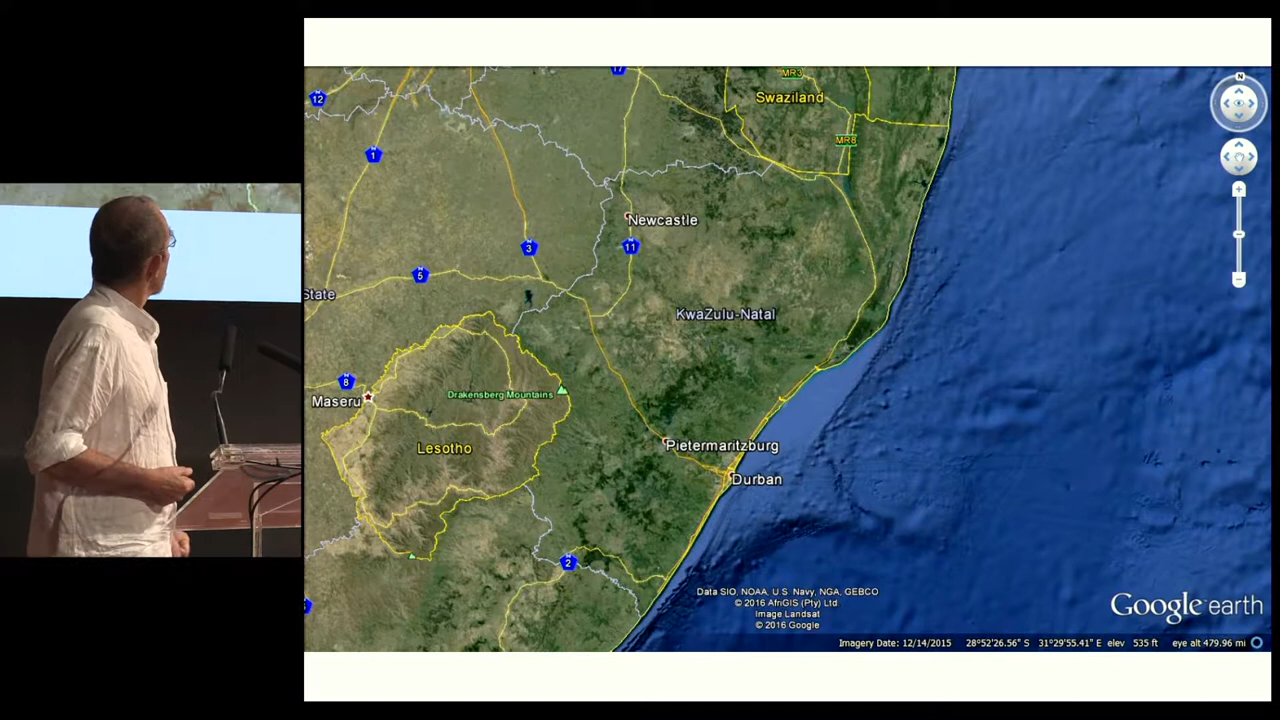 17
MR3
12
Swaziland
N
MR8
1
Newcastle
3
11
5
State
KwaZulu-Natal
8
Drakensberg Mountains
Maseru
Lesotho
Pietermaritzburg
Durban
2
Data SIO, NOAA, U.S. Navy, NGA, GEBCO
© 2016 AfriGIS (Pty) Ltd.
Image Landsat
© 2016 Google
Google earth
Imagery Date: 12/14/2015 28°52'26.56" S 31°29'55.41" E elev 535 ft eye alt 479.96 mi